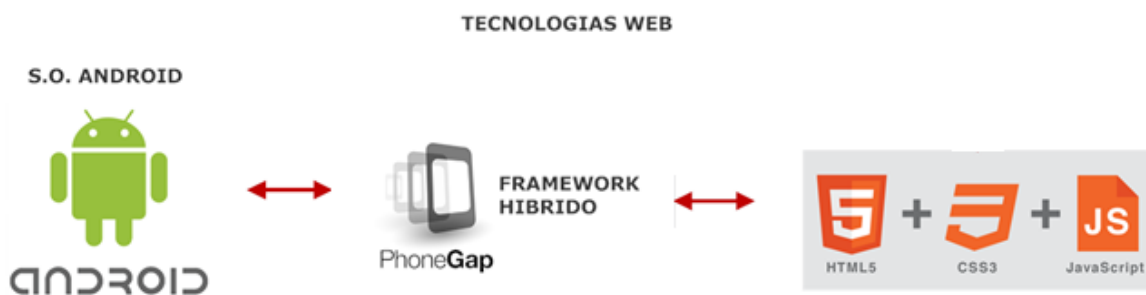 TECNOLOGIAS WEB
S.O. ANDROID
ANDROID
PhoneGap
FRAMEWORK
HIBRIDO
5 + 3 + JS
HTML5 CSS3 JavaScript